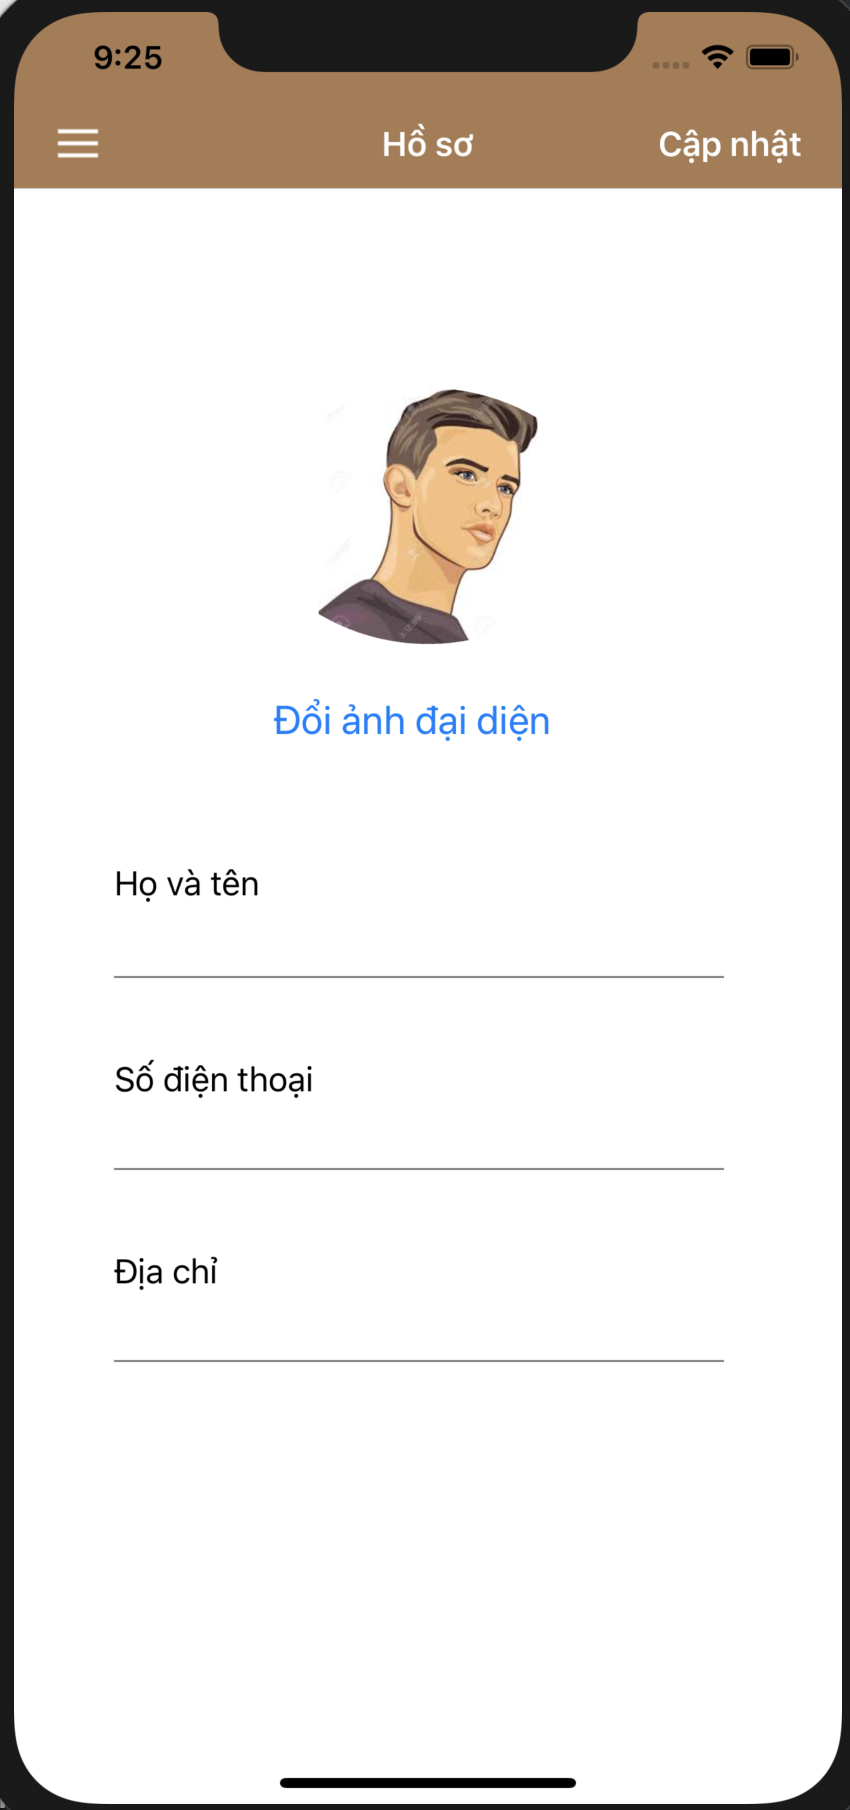 9:25
Hồ sơ
Cập nhật
Đổi ảnh đại diện
Họ và tên
Số điện thoại
Địa chỉ